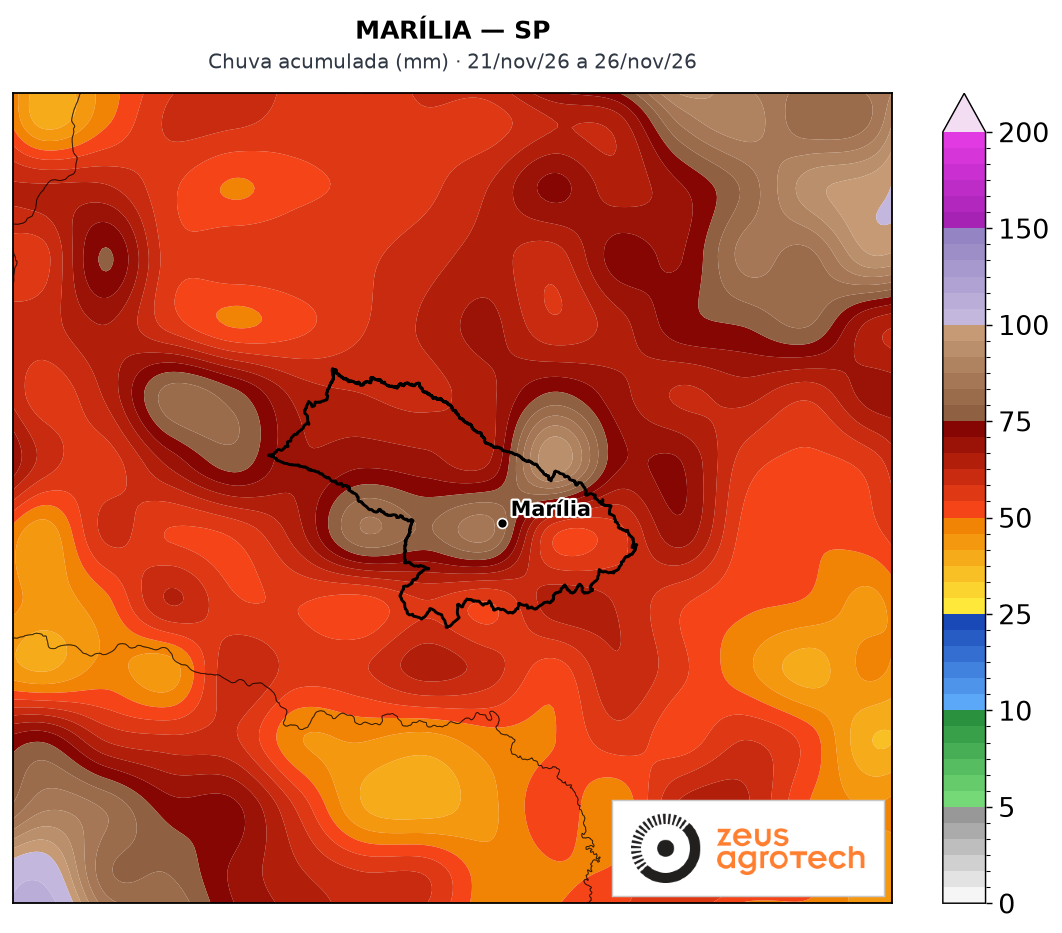 MARÍLIA — SP
Chuva acumulada (mm) · 21/nov/26 a 26/nov/26
200
150
100
75
50
25
10
5
0
Marília
zeus
agrotech